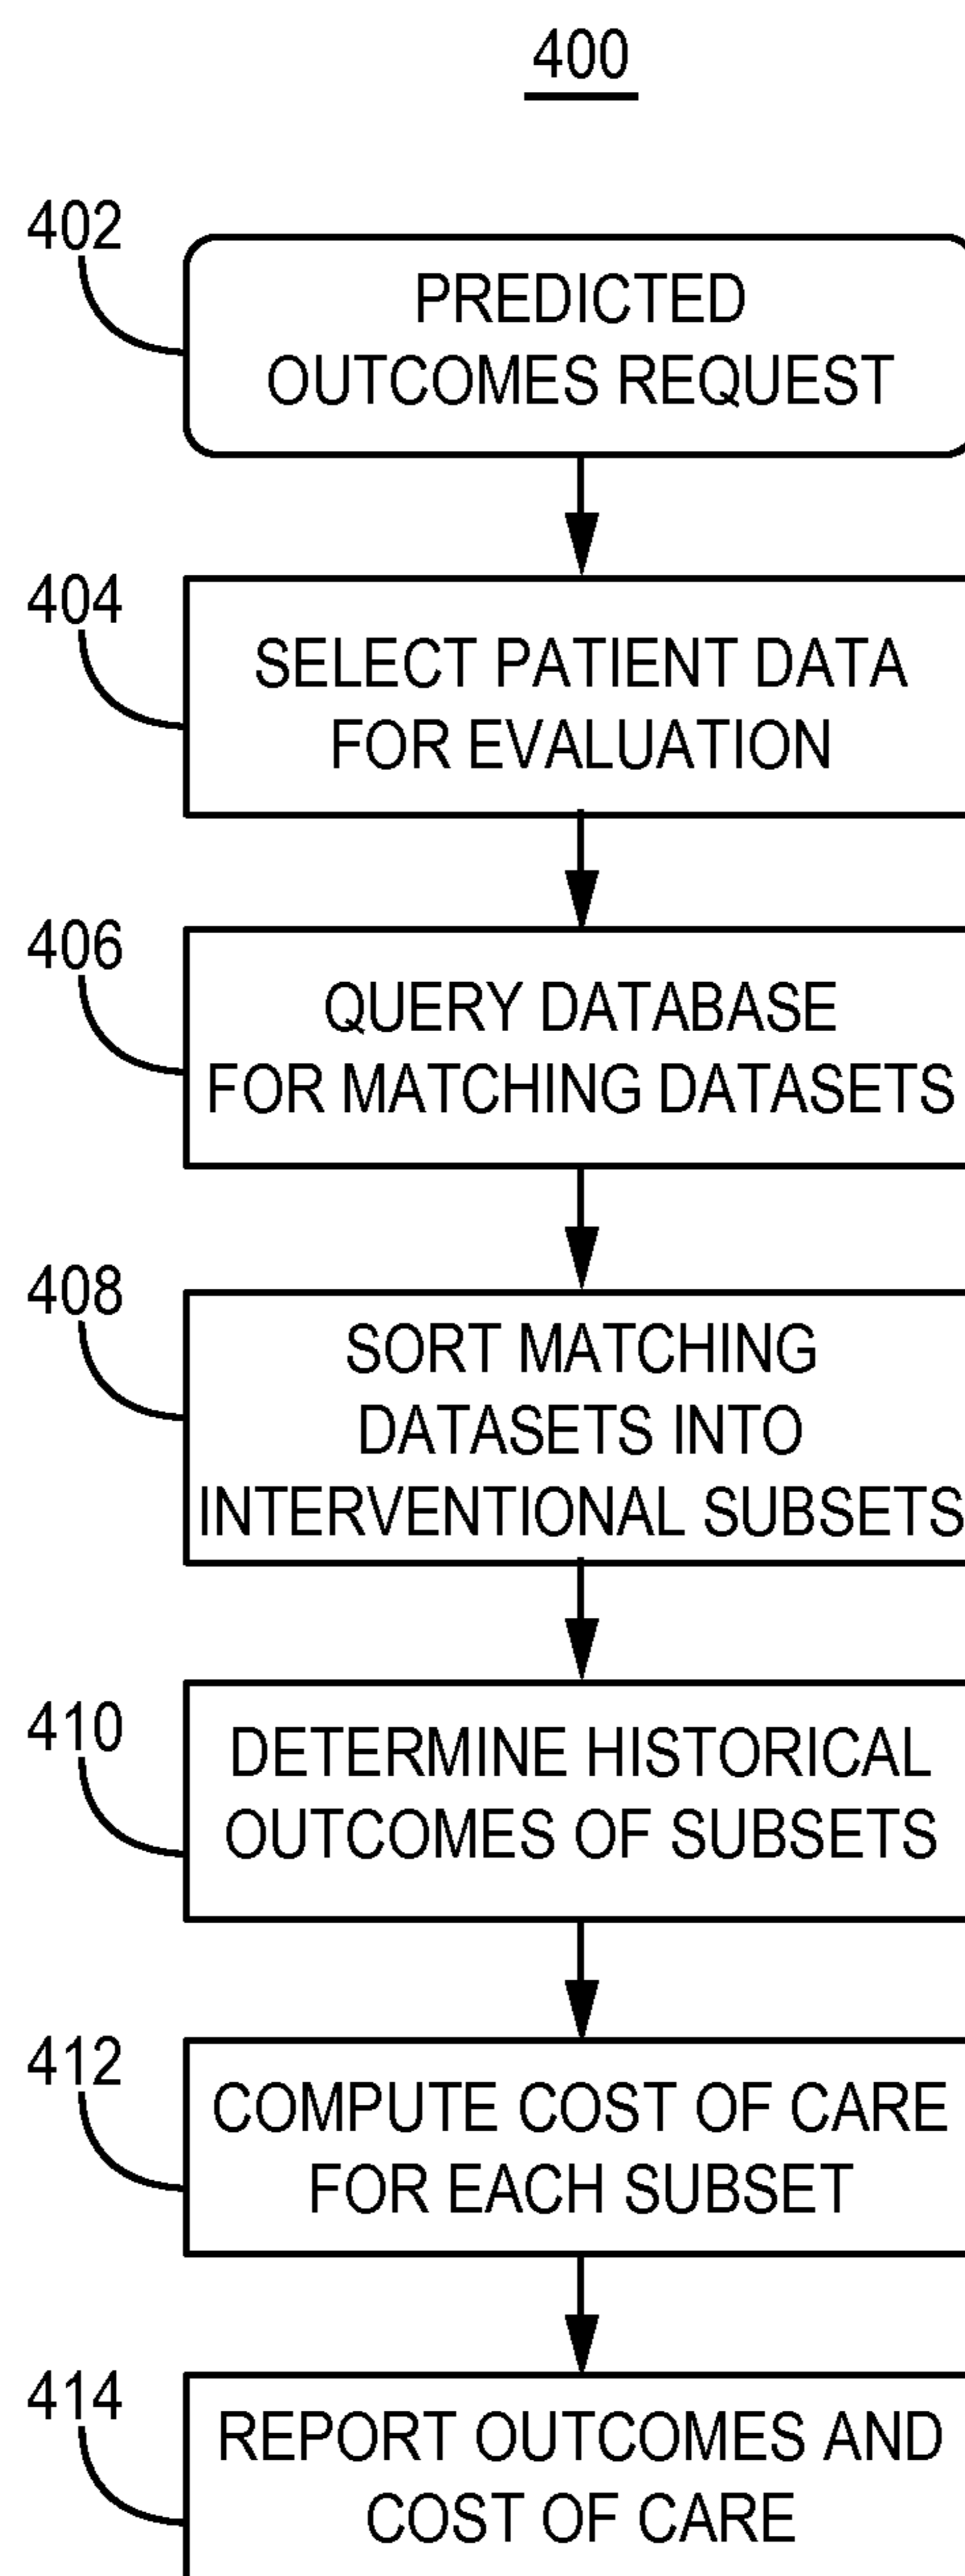 400
402
PREDICTED
OUTCOMES REQUEST
404
SELECT PATIENT DATA
FOR EVALUATION
406
QUERY DATABASE
FOR MATCHING DATASETS
408
SORT MATCHING
DATASETS INTO
INTERVENTIONAL SUBSETS
410
DETERMINE HISTORICAL
OUTCOMES OF SUBSETS
412
COMPUTE COST OF CARE
FOR EACH SUBSET
414
REPORT OUTCOMES AND
COST OF CARE